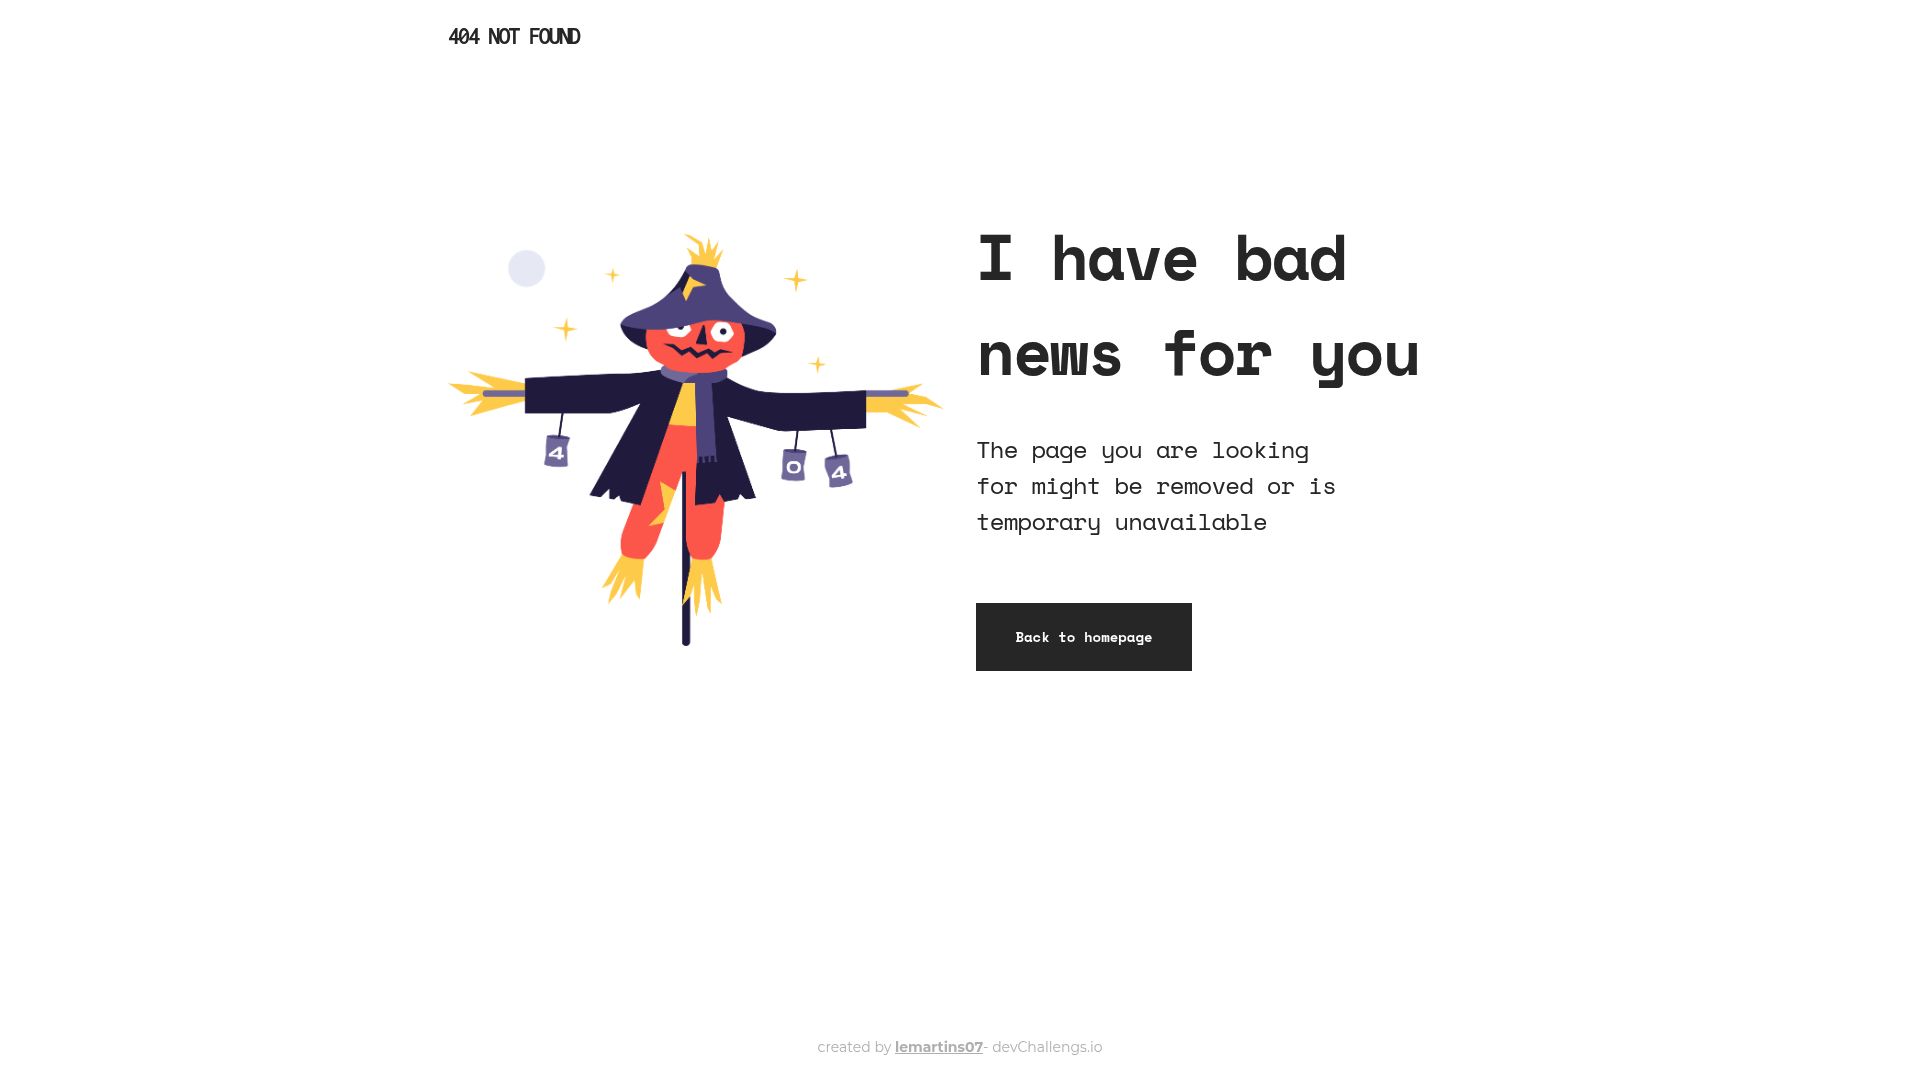 404 NOT FOUND
4
0
4
I have bad
news for you
The page you are looking
for might be removed or is
temporary unavailable
Back to homepage
created by lemartins07- devChallengs.io